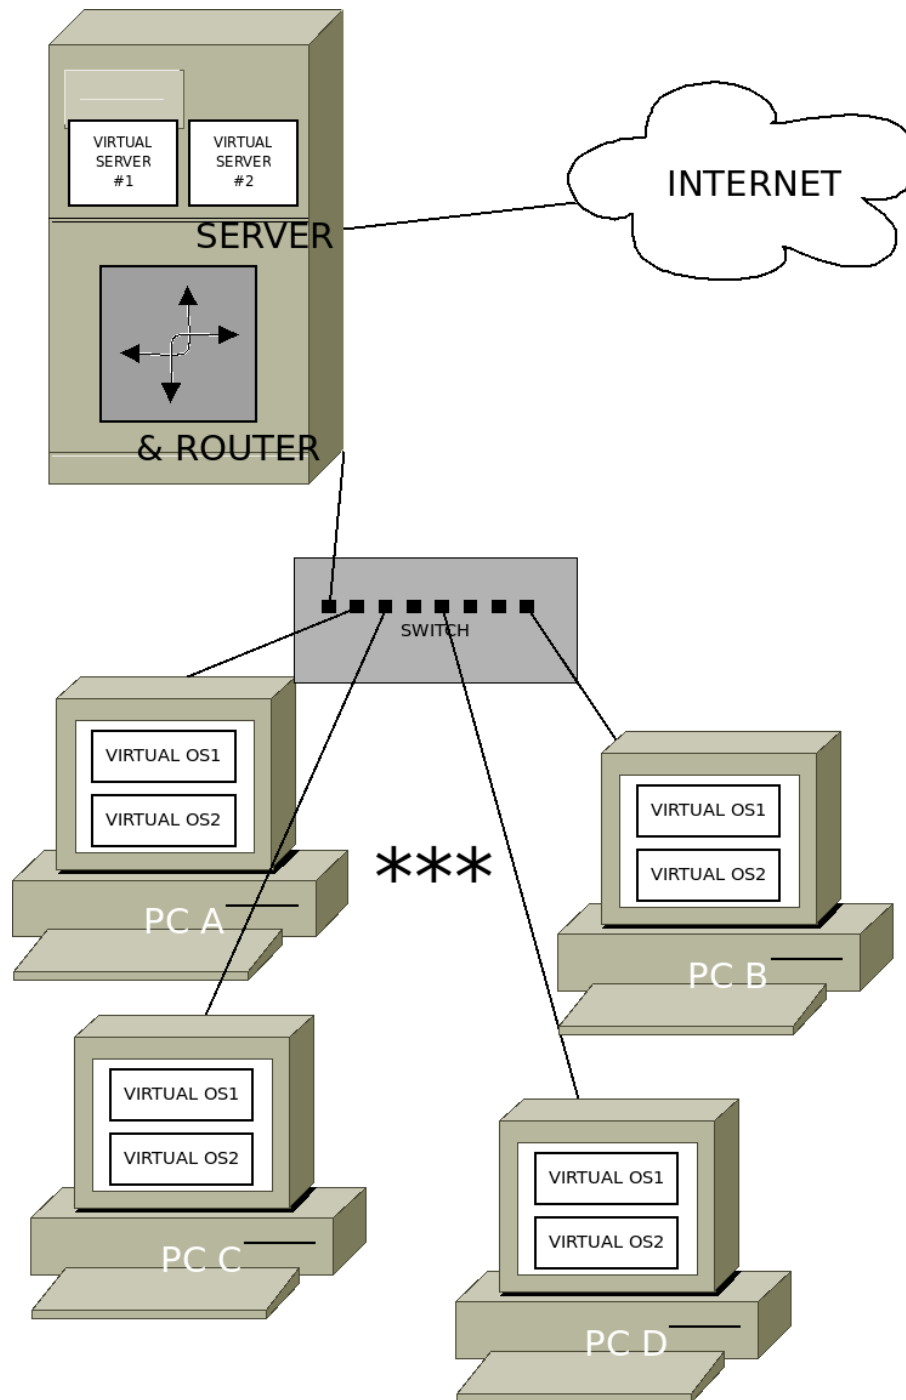 VIRTUAL
SERVER
#1
VIRTUAL
SERVER
#2
INTERNET
SERVER
& ROUTER
SWITCH
VIRTUAL OS1
VIRTUAL OS2
PC A
***
VIRTUAL OS1
VIRTUAL OS2
PC B
VIRTUAL OS1
VIRTUAL OS2
PC C
VIRTUAL OS1
VIRTUAL OS2
PC D